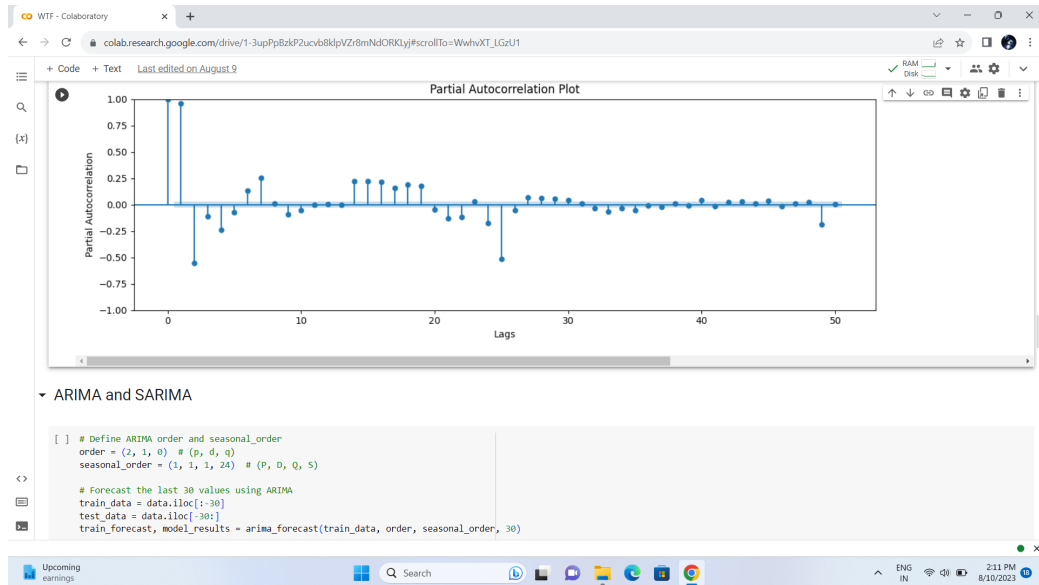 WTF - Colaboratory
colab.research.google.com/drive/1-3upPpBzkP2ucvb8klpVZr8mNdORKLyj#scrollTo=WwhvXT_LGzU1
+ Code + Text Last edited on August 9
RAM
Disk
{x}
Partial Autocorrelation Plot
1.00
0.75
0.50
0.25
0.00
−0.25
−0.50
−0.75
−1.00
Partial Autocorrelation
0 10 20 30 40 50
Lags
ARIMA and SARIMA
[ ] # Define ARIMA order and seasonal_order
order = (2, 1, 0) # (p, d, q)
seasonal_order = (1, 1, 1, 24) # (P, D, Q, S)
# Forecast the last 30 values using ARIMA
train_data = data.iloc[:-30]
test_data = data.iloc[-30:]
train_forecast, model_results = arima_forecast(train_data, order, seasonal_order, 30)
Upcoming
earnings
Search
ENG
IN
2:11 PM
8/10/2023
18